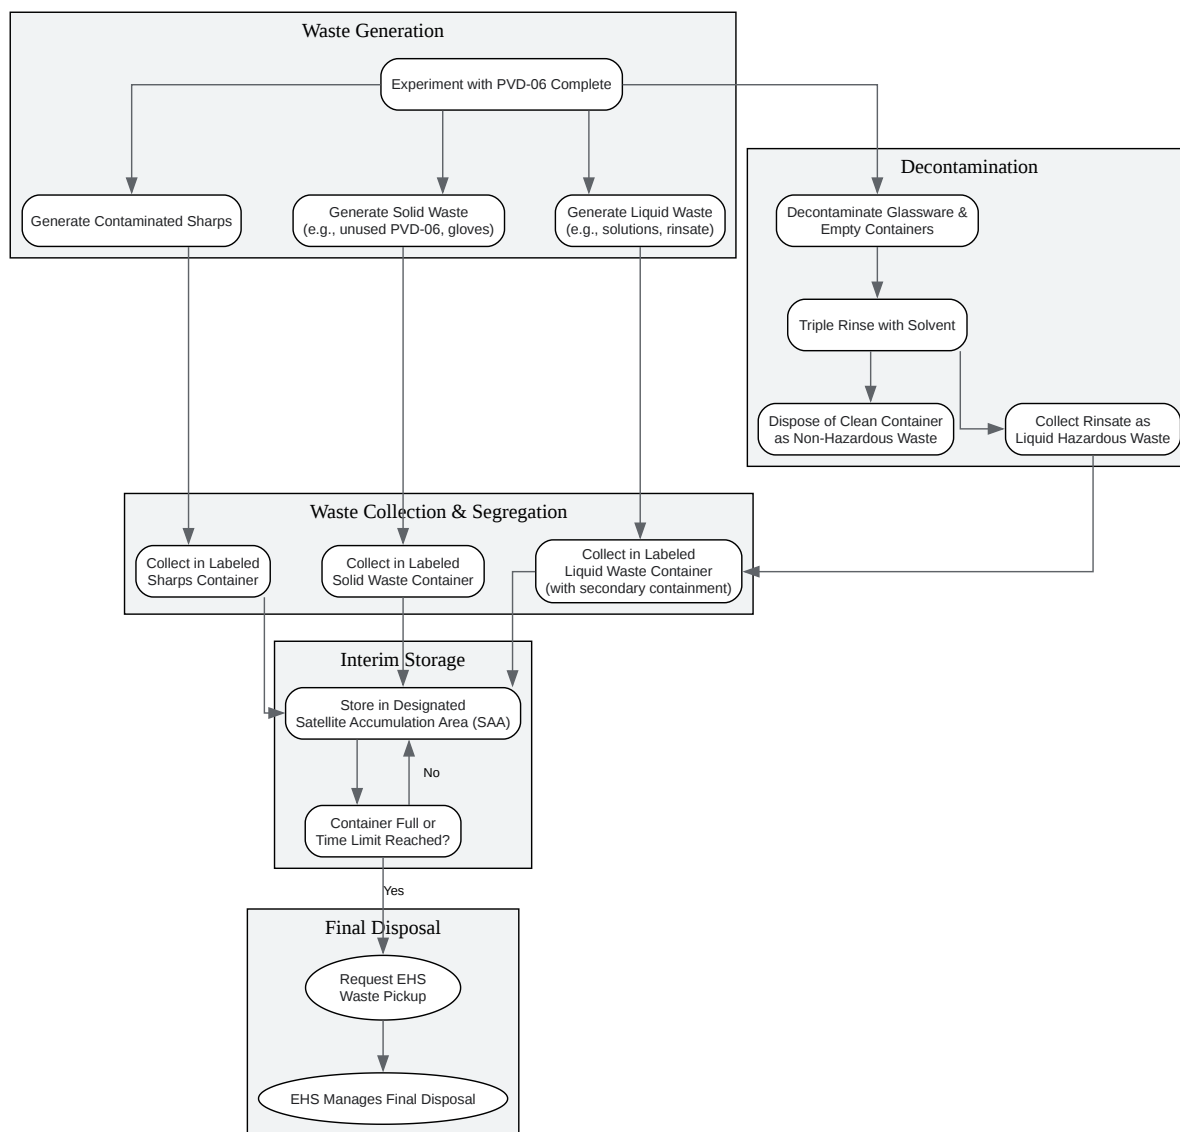 Waste Generation
Experiment with PVD-06 Complete
Decontamination
Generate Contaminated Sharps
Generate Solid Waste
(e.g., unused PVD-06, gloves)
Generate Liquid Waste
(e.g., solutions, rinsate)
Decontaminate Glassware &
Empty Containers
Triple Rinse with Solvent
Dispose of Clean Container
as Non-Hazardous Waste
Collect Rinsate as
Liquid Hazardous Waste
Waste Collection & Segregation
Collect in Labeled
Sharps Container
Collect in Labeled
Solid Waste Container
Collect in Labeled
Liquid Waste Container
(with secondary containment)
Interim Storage
Store in Designated
Satellite Accumulation Area (SAA)
No
Container Full or
Time Limit Reached?
Yes
Final Disposal
Request EHS
Waste Pickup
EHS Manages Final Disposal